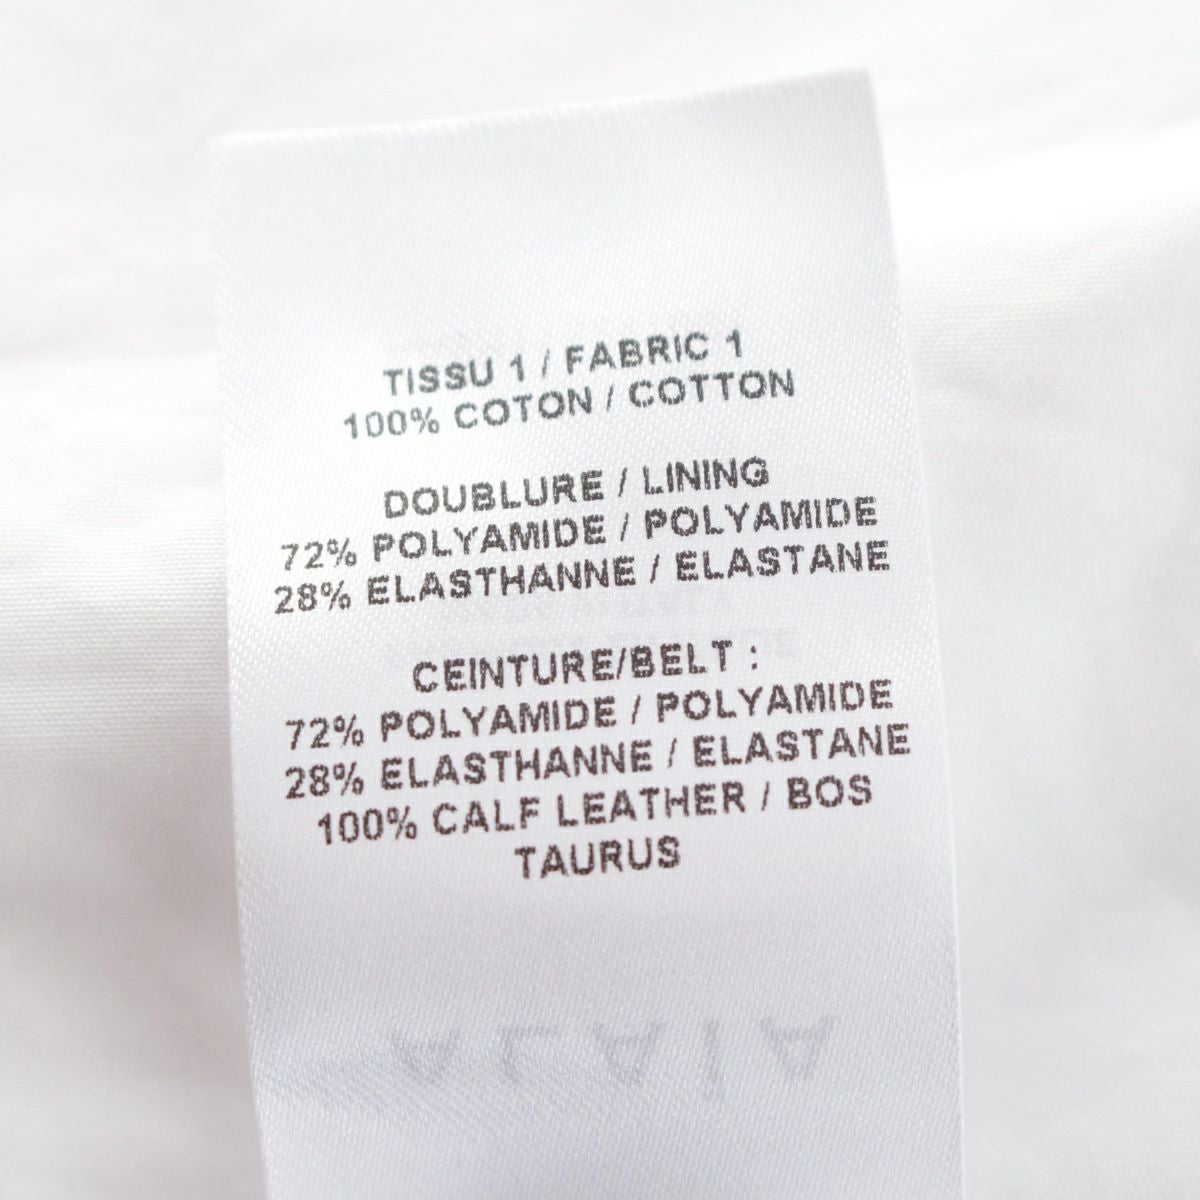 TISSU 1 / FABRIC 1
100% COTON / COTTON
DOUBLURE / LINING
72% POLYAMIDE / POLYAMIDE
28% ELASTHANNE / ELASTANE
CEINTURE/BELT :
72% POLYAMIDE / POLYAMIDE
28% ELASTHANNE / ELASTANE
100% CALF LEATHER / BOS
TAURUS
ALAIA